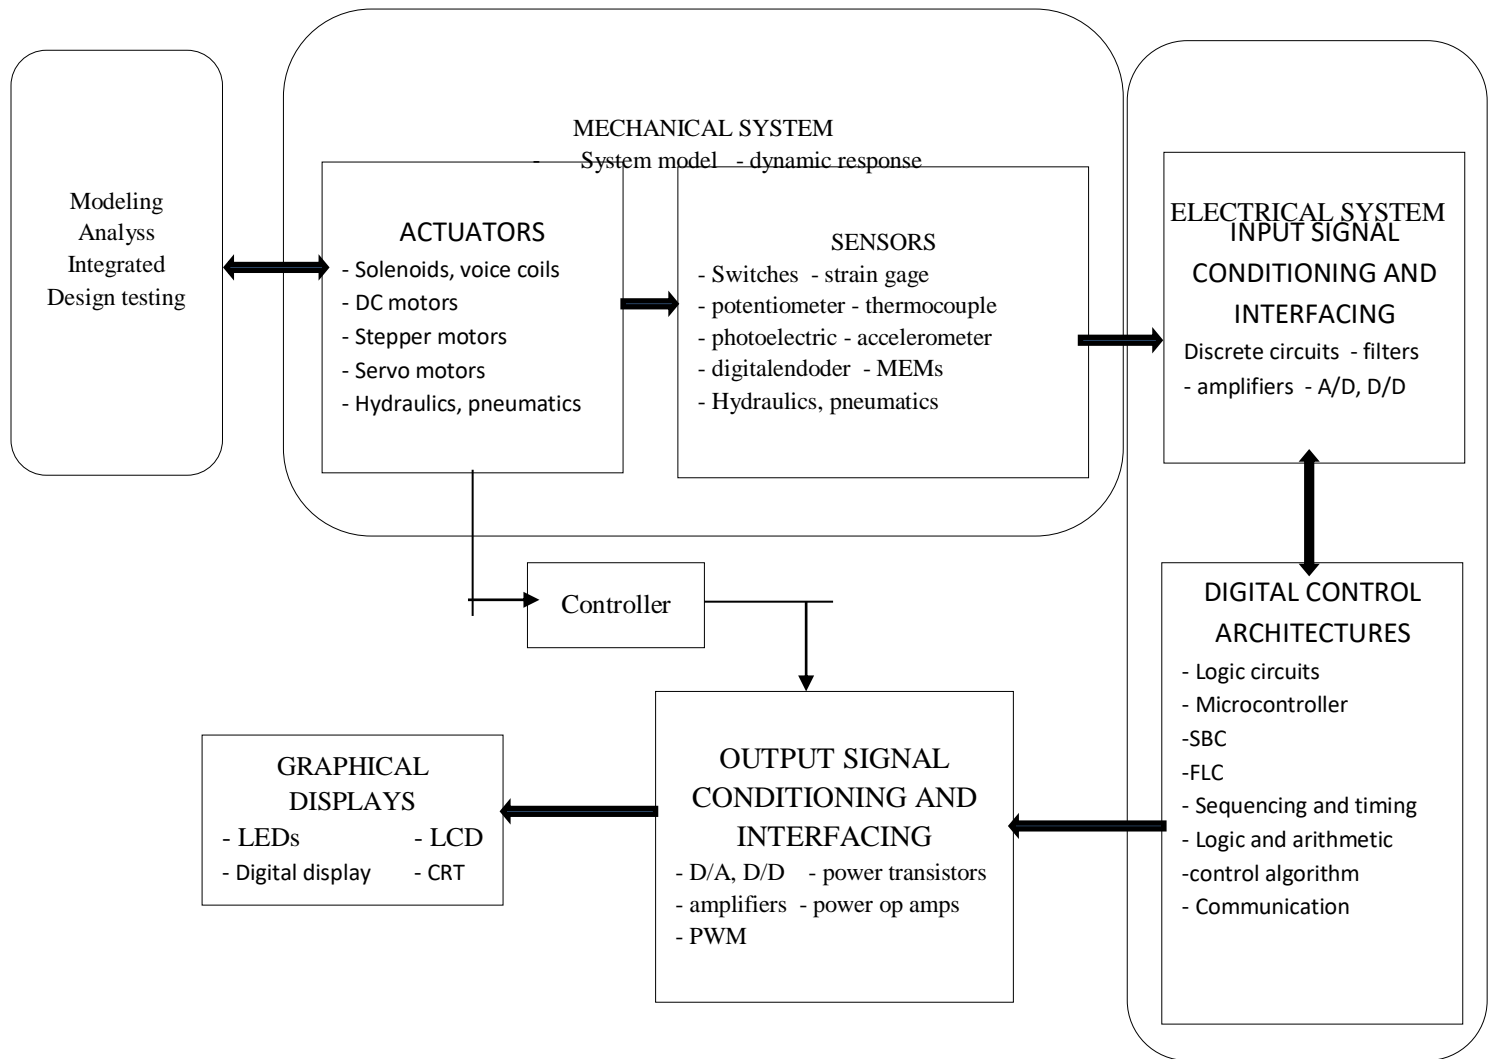 Modeling
Analyss
Integrated
Design testing
MECHANICAL SYSTEM
- System model - dynamic response
ACTUATORS
- Solenoids, voice coils
- DC motors
- Stepper motors
- Servo motors
- Hydraulics, pneumatics
SENSORS
- Switches - strain gage
- potentiometer - thermocouple
- photoelectric - accelerometer
- digitalendoder - MEMs
- Hydraulics, pneumatics
ELECTRICAL SYSTEM
INPUT SIGNAL
CONDITIONING AND
INTERFACING
Discrete circuits - filters
- amplifiers - A/D, D/D
Controller
DIGITAL CONTROL
ARCHITECTURES
- Logic circuits
- Microcontroller
-SBC
-FLC
- Sequencing and timing
- Logic and arithmetic
-control algorithm
- Communication
OUTPUT SIGNAL
CONDITIONING AND
INTERFACING
- D/A, D/D - power transistors
- amplifiers - power op amps
- PWM
GRAPHICAL
DISPLAYS
- LEDs - LCD
- Digital display - CRT